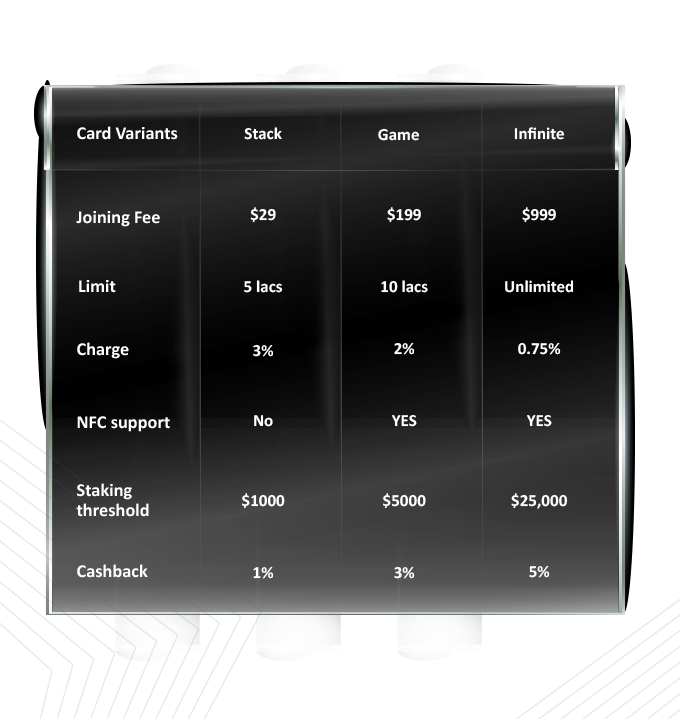 Card Variants Stack Game Infinite
Joining Fee $29 $199 $999
Limit 5 lacs 10 lacs Unlimited
Charge 3% 2% 0.75%
NFC support No YES YES
Staking
threshold $1000 $5000 $25,000
Cashback 1% 3% 5%